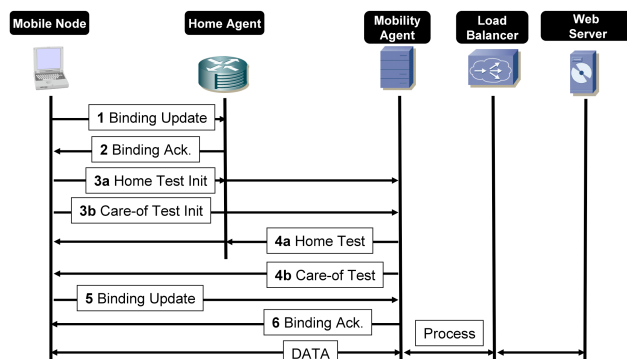 Mobile Node
Home Agent
Mobility
Agent
Load
Balancer
Web
Server
1 Binding Update
2 Binding Ack.
3a Home Test Init
3b Care-of Test Init
4a Home Test
4b Care-of Test
5 Binding Update
6 Binding Ack.
Process
DATA